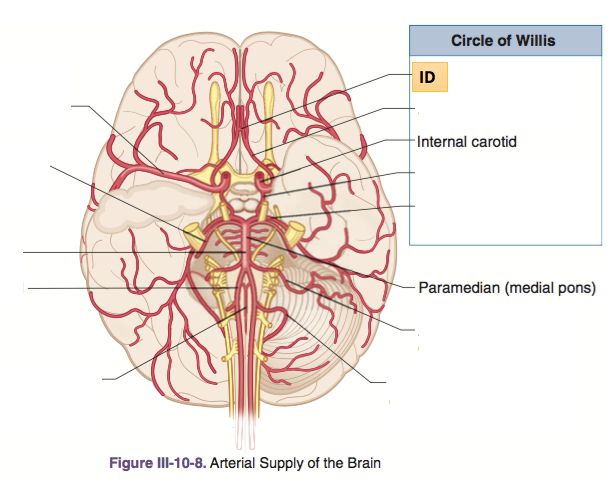 Circle of Willis
ID
Internal carotid
Paramedian (medial pons)
Figure III-10-8. Arterial Supply of the Brain